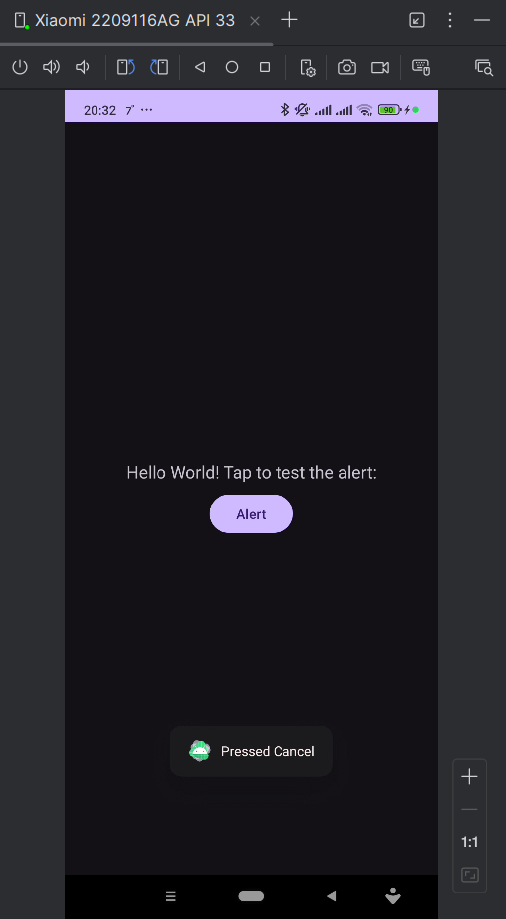 Xiaomi 2209116AG API 33
20:32
Hello World! Tap to test the alert:
Alert
Pressed Cancel
1:1